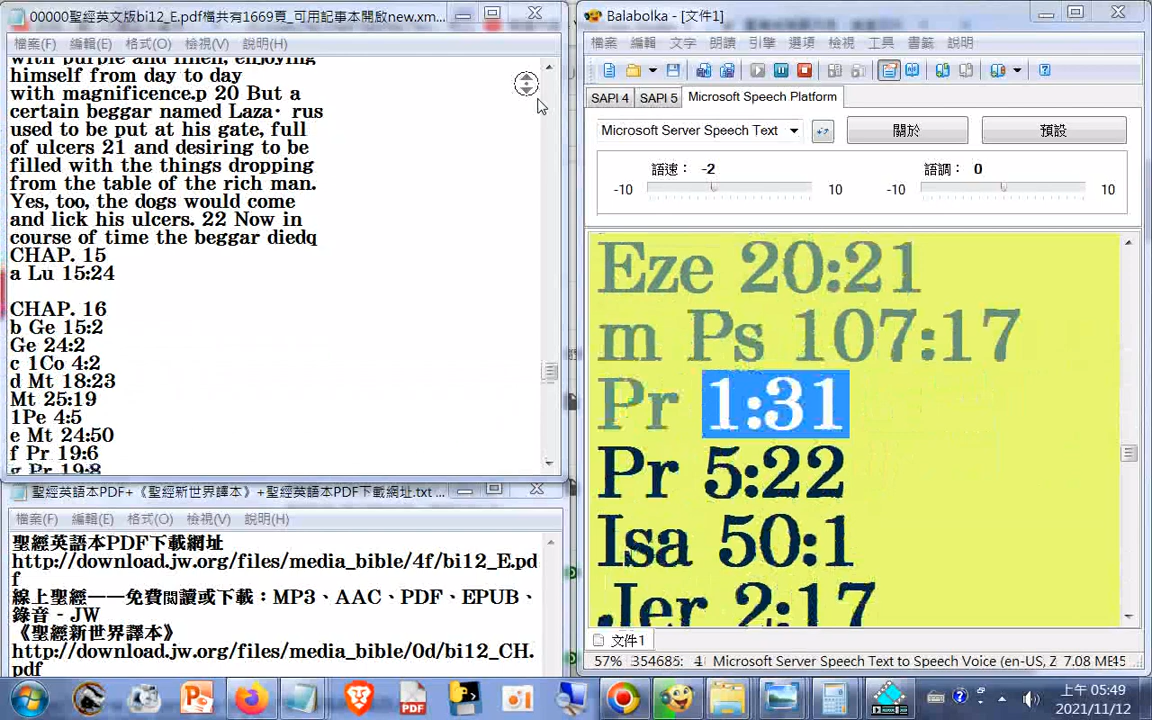 00000聖經英文版bi12_E.pdf檔共有1669頁_可用記事本開啟new.xm...
檔案(F) 編輯(E) 格式(O) 檢視(V) 說明(H)
with purple and linen, enjoying
himself from day to day
with magnificence.p 20 But a
certain beggar named Laza· rus
used to be put at his gate, full
of ulcers 21 and desiring to be
filled with the things dropping
from the table of the rich man.
Yes, too, the dogs would come
and lick his ulcers. 22 Now in
course of time the beggar diedq
CHAP. 15
a Lu 15:24
CHAP. 16
b Ge 15:2
Ge 24:2
c 1Co 4:2
d Mt 18:23
Mt 25:19
1Pe 4:5
e Mt 24:50
f Pr 19:6
g Pr 19:8
聖經英語本PDF+《聖經新世界譯本》+聖經英語本PDF下載網址.txt ...
檔案(F) 編輯(E) 格式(O) 檢視(V) 說明(H)
聖經英語本PDF下載網址
http://download.jw.org/files/media_bible/4f/bi12_E.pd
f
線上聖經——免費閱讀或下載：MP3、AAC、PDF、EPUB、
錄音 - JW
《聖經新世界譯本》
http://download.jw.org/files/media_bible/0d/bi12_CH.
pdf
Balabolka - [文件1]
檔案 編輯 文字 朗讀 引擎 選項 檢視 工具 書籤 說明
SAPI 4 SAPI 5 Microsoft Speech Platform
Microsoft Server Speech Text 關於 預設
語速： -2 語調： 0
-10 10 -10 10
Eze 20:21
m Ps 107:17
Pr 1:31
Pr 5:22
Isa 50:1
Jer 2:17
文件1
57% 354685: 4 Microsoft Server Speech Text to Speech Voice (en-US, Z 7.08 MB 45
PDF
上午 05:49
2021/11/12